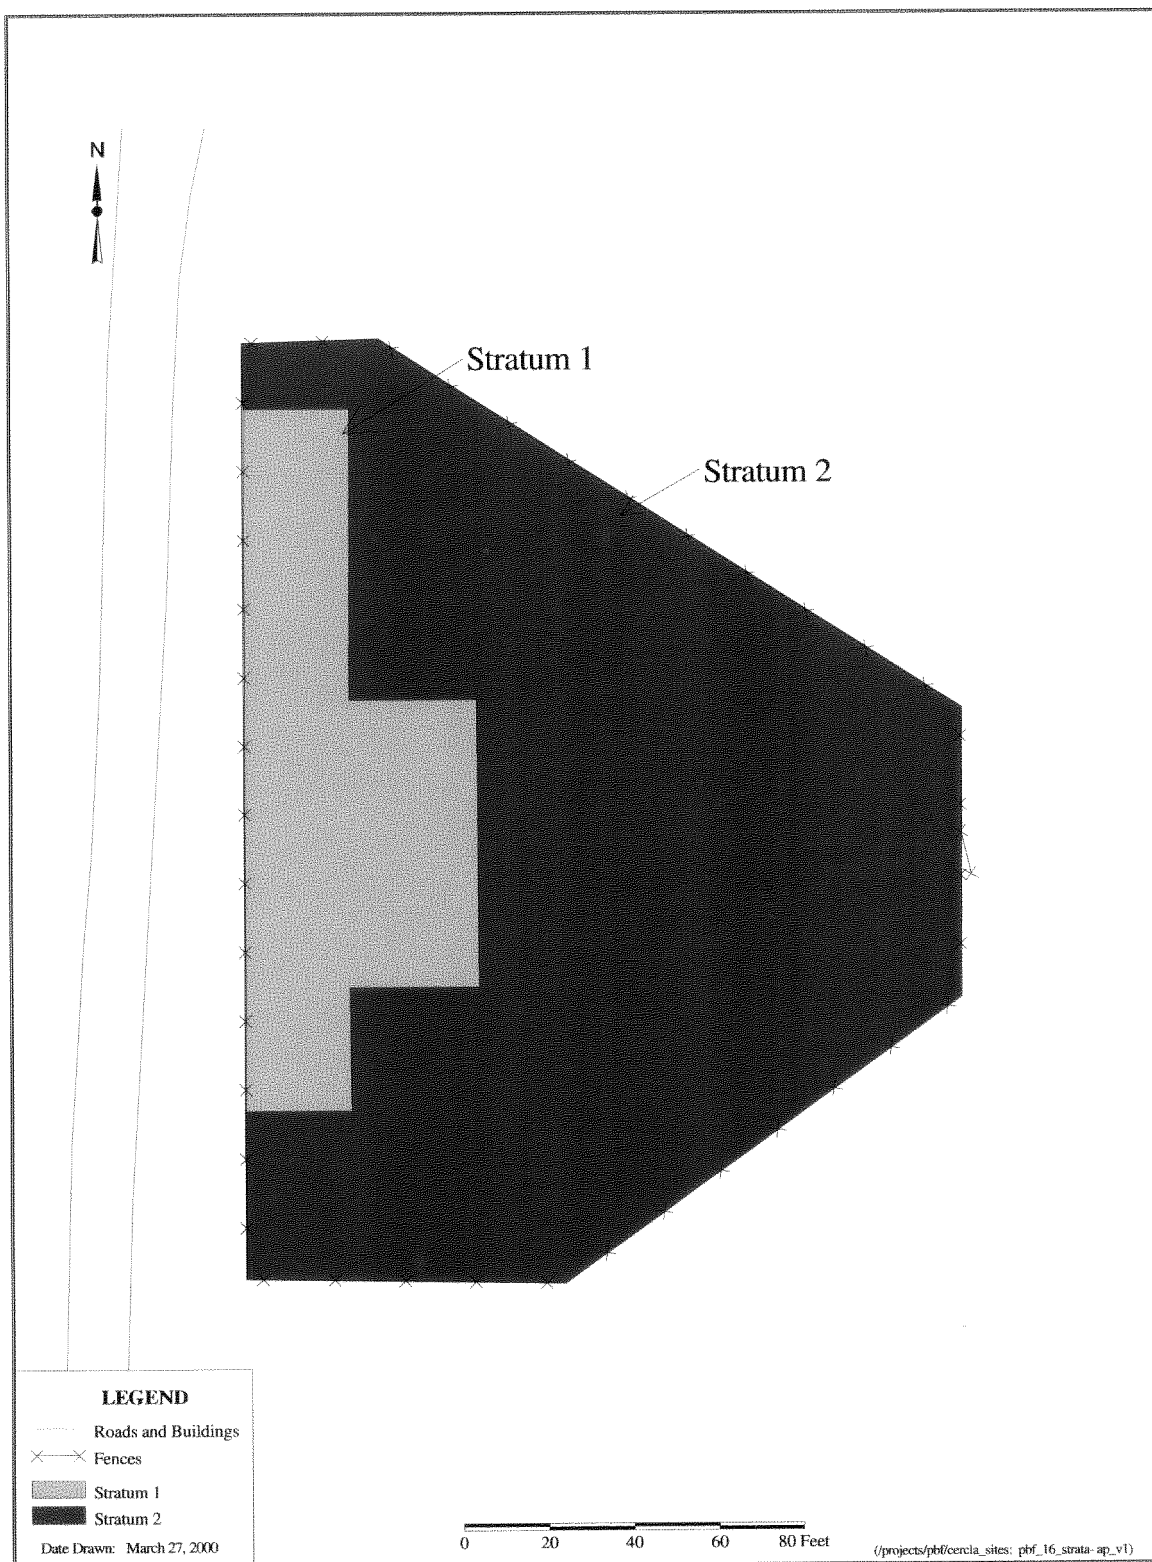 N
Stratum 1
Stratum 2
LEGEND
Roads and Buildings
Fences
Stratum 1
Stratum 2
Date Drawn: March 27, 2000
0 20 40 60 80 Feet
(/projects/pbf/cercla_sites: pbf_16_strata-ap_v1)